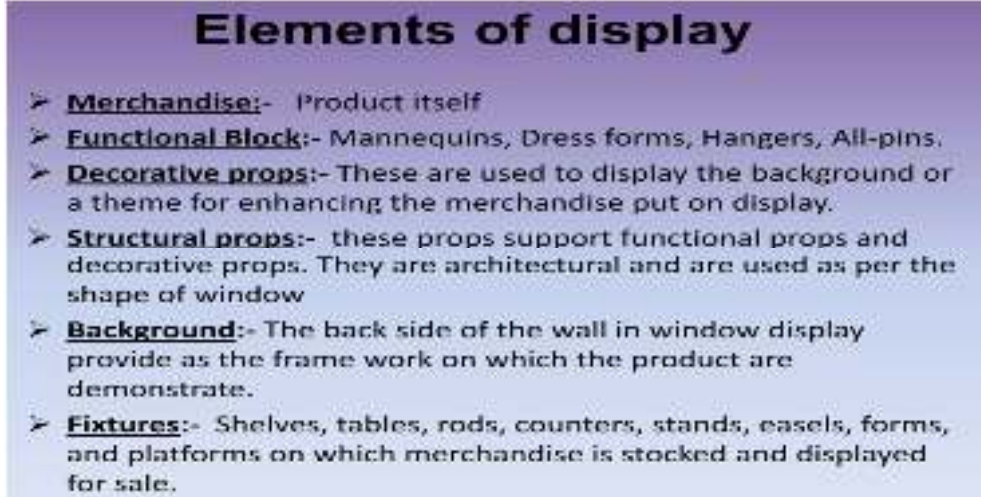 Elements of display
➢ Merchandise:- Product itself
➢ Functional Block:- Mannequins, Dress forms, Hangers, All-pins.
➢ Decorative props:- These are used to display the background or
a theme for enhancing the merchandise put on display.
➢ Structural props:- these props support functional props and
decorative props. They are architectural and are used as per the
shape of window
➢ Background:- The back side of the wall in window display
provide as the frame work on which the product are
demonstrate.
➢ Fixtures:- Shelves, tables, rods, counters, stands, easels, forms,
and platforms on which merchandise is stocked and displayed
for sale.